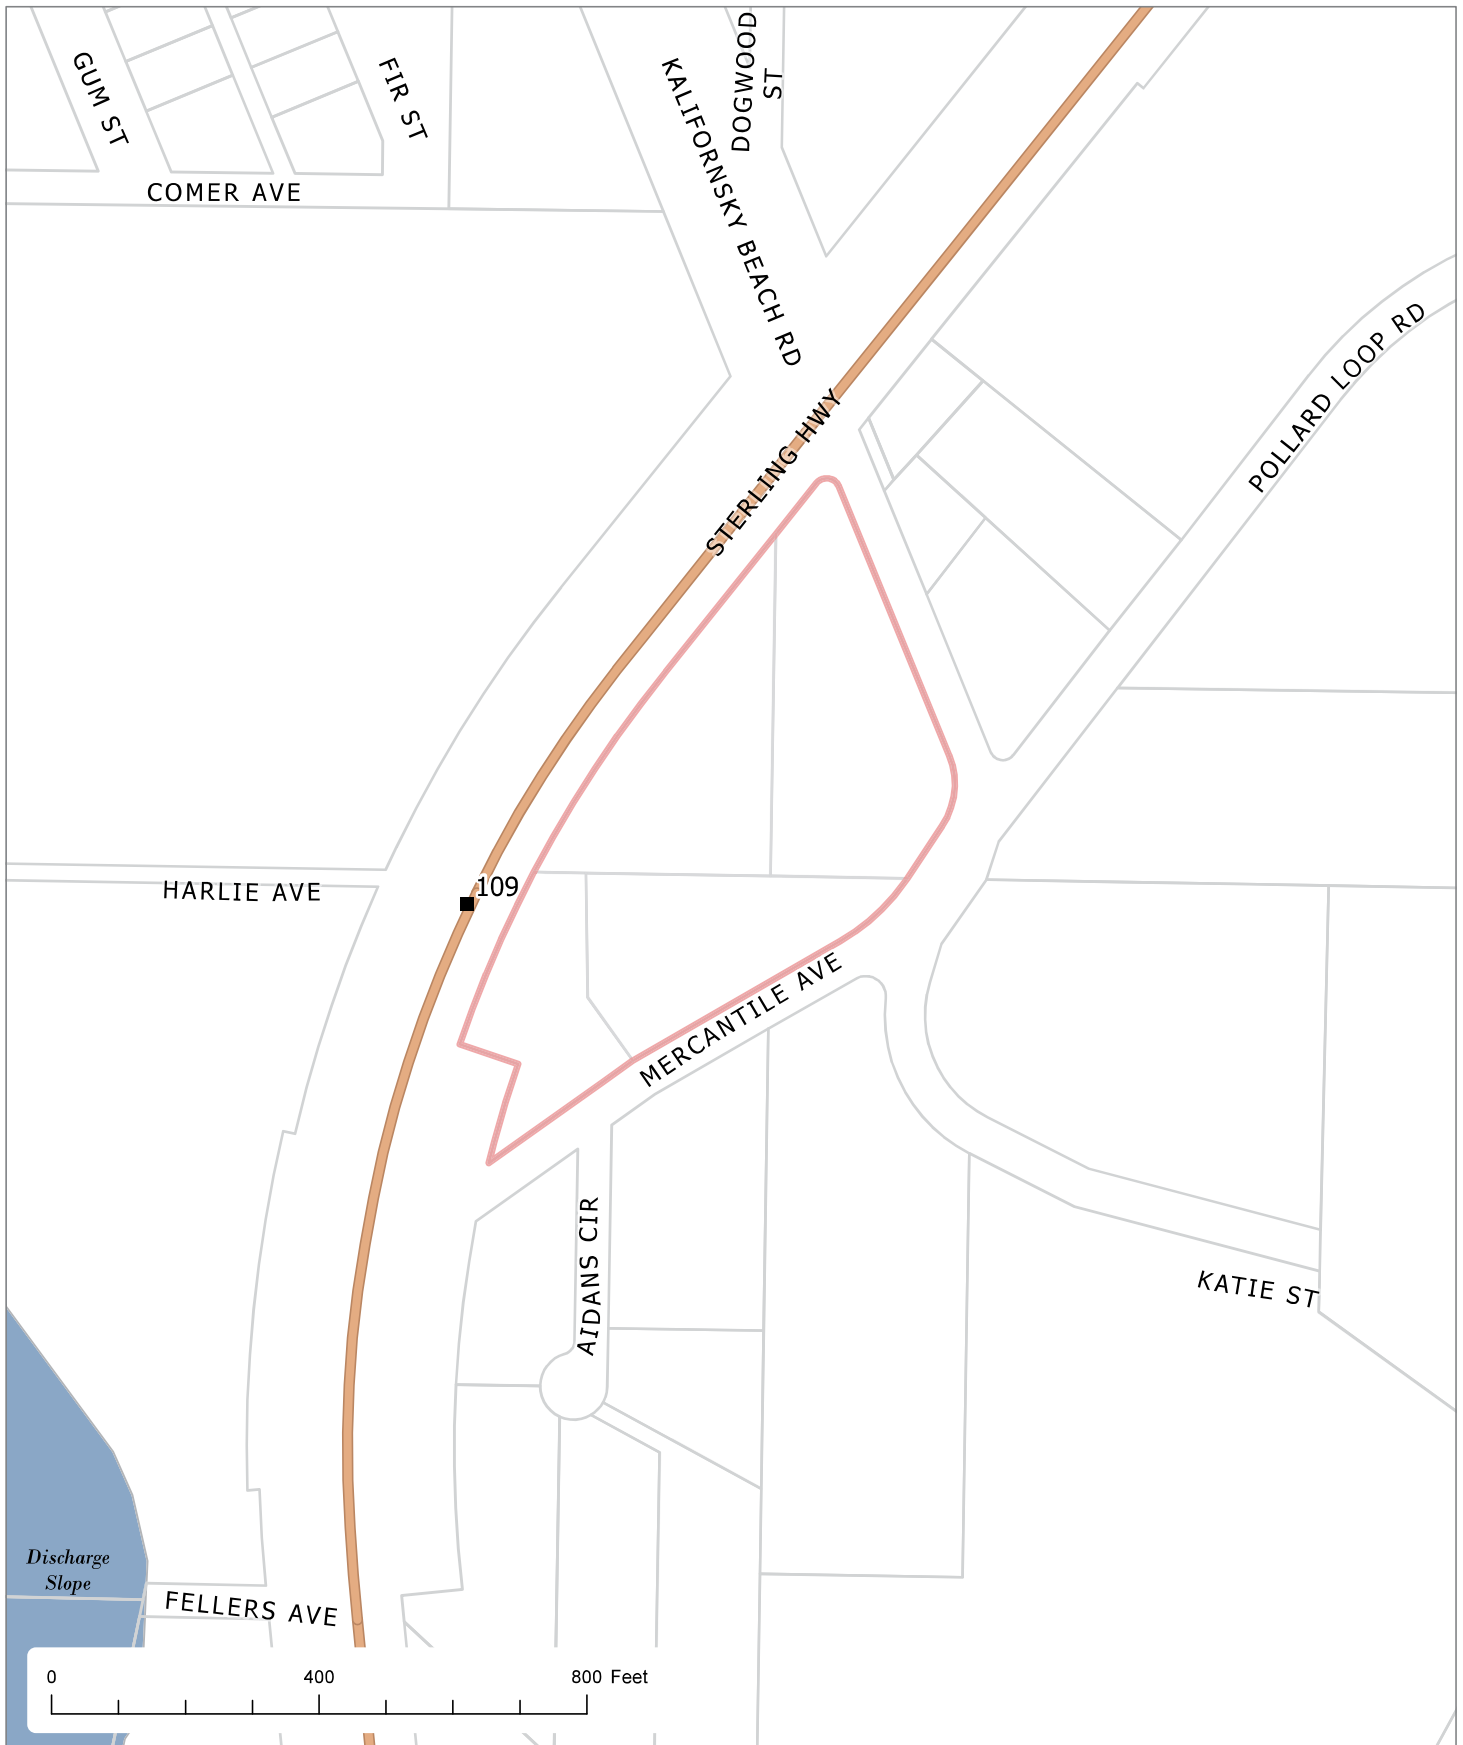 GUM ST
FIR ST
KALIFORNSKY BEACH RD
DOGWOOD
ST
COMER AVE
POLLARD LOOP RD
STERLING HWY
HARLIE AVE
109
MERCANTILE AVE
AIDANS CIR
KATIE ST
Discharge
Slope
FELLERS AVE
0 400 800 Feet